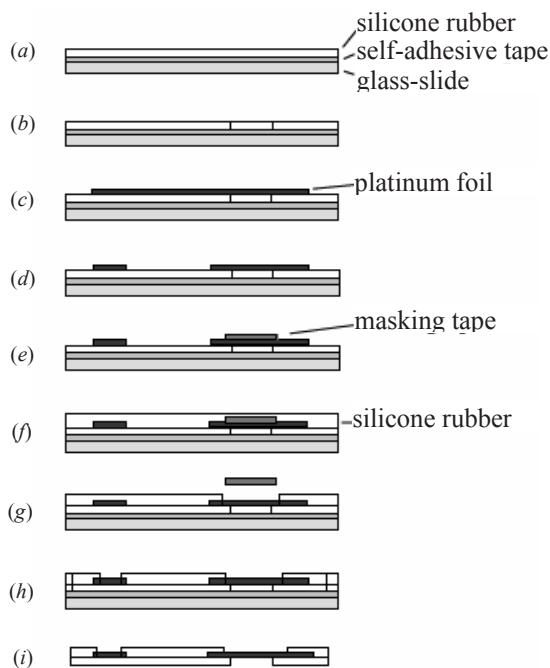 silicone rubber
(a) self-adhesive tape
glass-slide
(b)
platinum foil
(c)
(d)
masking tape
(e)
(f) silicone rubber
(g)
(h)
(i)